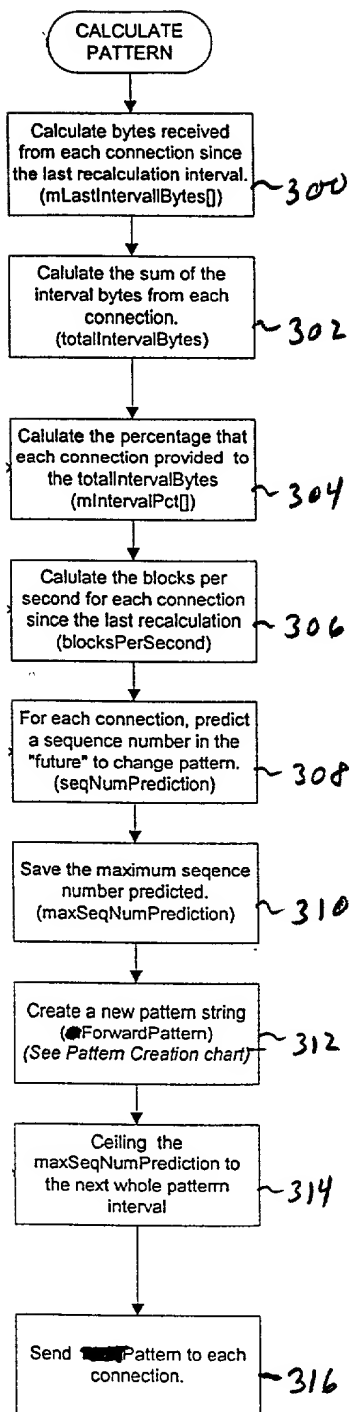 CALCULATE
PATTERN
Calculate bytes received
from each connection since
the last recalculation interval.
(mLastIntervallBytes[])
300
Calulate the sum of the
interval bytes from each
connection.
(totalIntervalBytes)
302
Calulate the percentage that
each connection provided to
the totalIntervalBytes
(mIntervalPct[])
304
Calulate the blocks per
second for each connection
since the last recalculation
(blocksPerSecond)
306
For each connection, predict
a sequence number in the
"future" to change pattern.
(seqNumPrediction)
308
Save the maximum seqence
number predicted.
(maxSeqNumPrediction)
310
Create a new pattern string
(ForwardPattern)
(See Pattern Creation chart)
312
Ceiling the
maxSeqNumPrediction to
the next whole patterm
interval
314
Send Pattern to each
connection.
316